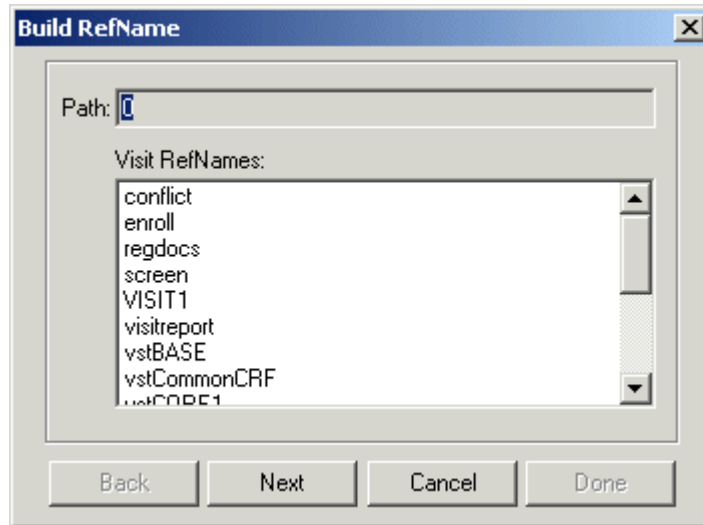 Build RefName
Path: 0
Visit RefNames:
conflict
enroll
regdocs
screen
VISIT1
visitreport
vstBASE
vstCommonCRF
Back Next Cancel Done